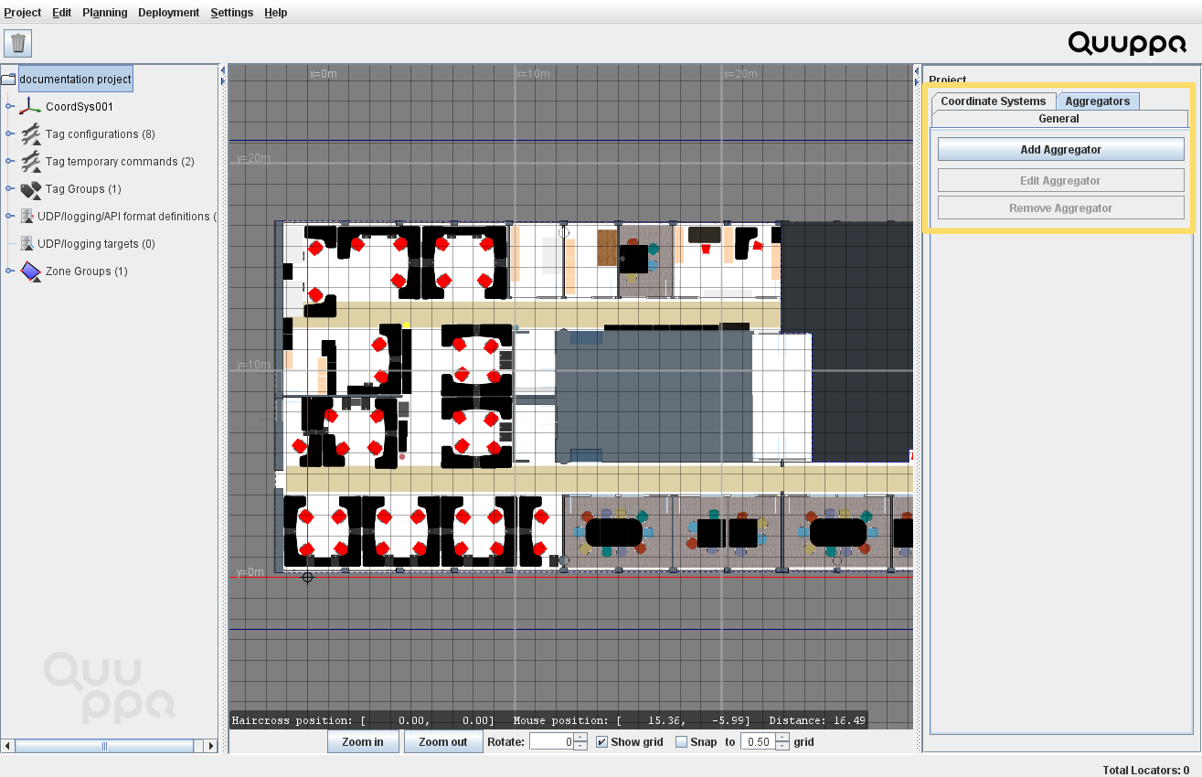 Project Edit Planning Deployment Settings Help
Quuppa
documentation project
CoordSys001
Tag configurations (8)
Tag temporary commands (2)
Tag Groups (1)
UDP/logging/API format definitions (
UDP/logging targets (0)
Zone Groups (1)
Quu
ppa
x=0m x=10m x=20m
y=20m
y=10m
y=0m
Haircross position: [ 0.00, 0.00] Mouse position: [ 15.36, -5.99] Distance: 16.49
Zoom in Zoom out Rotate: 0 Show grid Snap to 0.50 grid
Project
Coordinate Systems Aggregators
General
Add Aggregator
Edit Aggregator
Remove Aggregator
Total Locators: 0